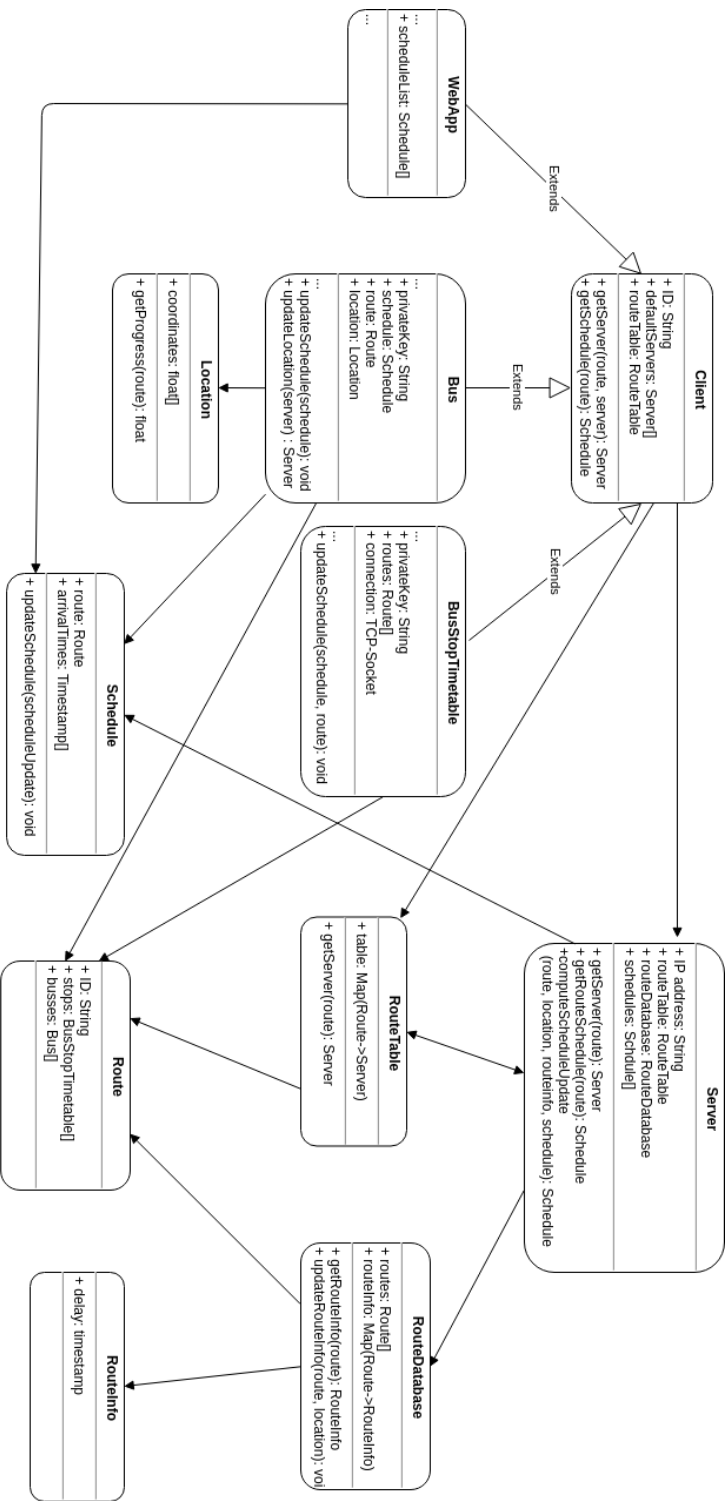 Client
+ ID: String
+ defaultServers: Server[]
+ routeTable: RouteTable
+ getServer(route, server): Server
+ getSchedule(route): Schedule
Server
+ IP address: String
+ routeTable: RouteTable
+ routeDatabase: RouteDatabase
+ schedules: Schdule[]
+ getServer(route): Server
+ getRouteSchedule(route): Schedule
+computeScheduleUpdate
(route, location, routeinfo, schedule): Schedule
Extends
Extends
Extends
WebApp
...
+ scheduleList: Schedule[]
...
Bus
...
+ privateKey: String
+ schedule: Schedule
+ route: Route
+ location: Location
...
+ updateSchedule(schedule): void
+ updateLocation(server) : Server
BusStopTimetable
...
+ privateKey: String
+ routes: Route[]
+ connection: TCP-Socket
...
+ updateSchedule(schedule, route): void
RouteTable
+ table: Map(Route->Server)
+ getServer(route): Server
RouteDatabase
+ routes: Route[]
+ routeInfo: Map(Route->RouteInfo)
+ getRouteInfo(route): RouteInfo
+ updateRouteInfo(route, location): voi
Location
+ coordinates: float[]
+ getProgress(route): float
Schedule
+ route: Route
+ arrivalTimes: Timestamp[]
+ updateSchedule(scheduleUpdate): void
Route
+ ID: String
+ stops: BusStopTimetable[]
+ busses: Bus[]
RouteInfo
+ delay: timestamp